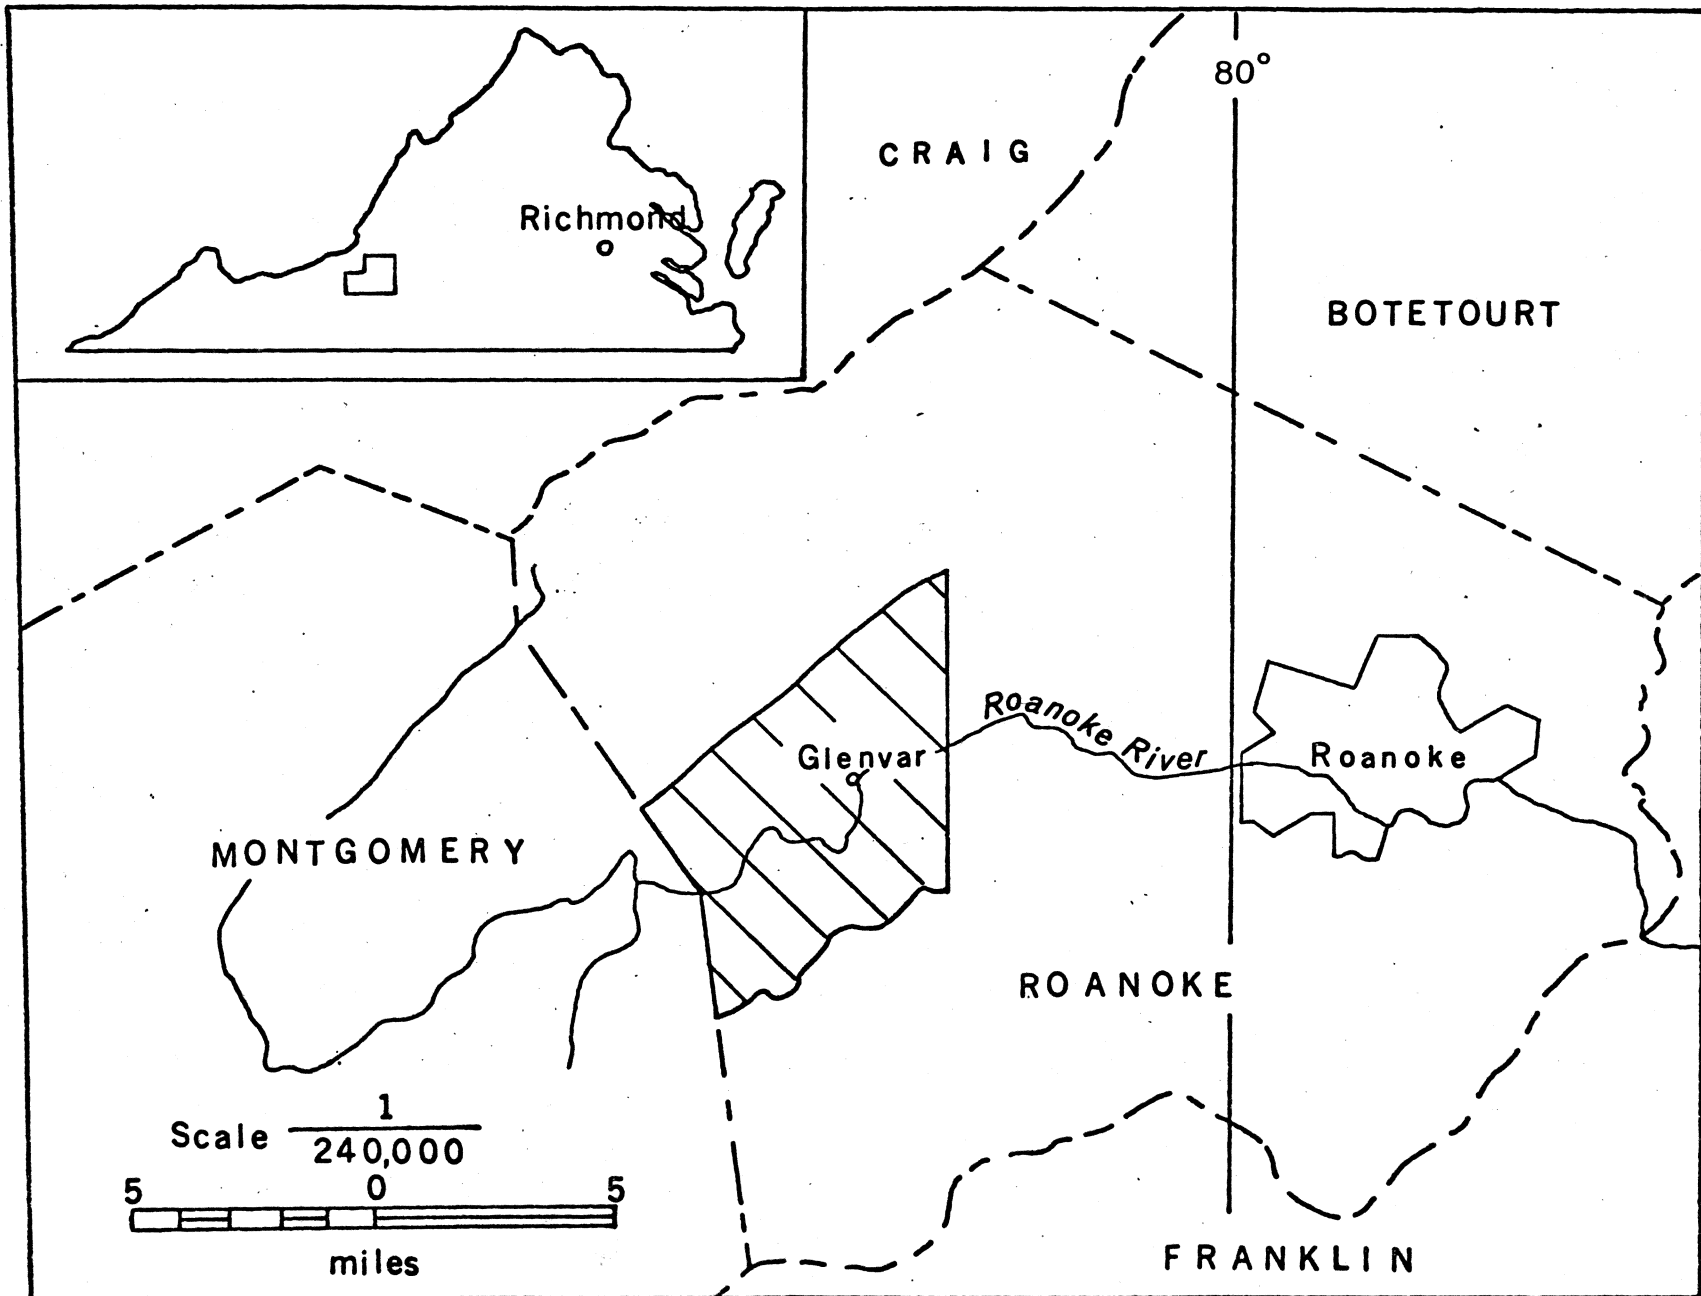 80°
CRAIG
Richmond
BOTETOURT
Roanoke River
Glenvar
Roanoke
MONTGOMERY
ROANOKE
1
Scale
240,000
5 0 5
miles
FRANKLIN